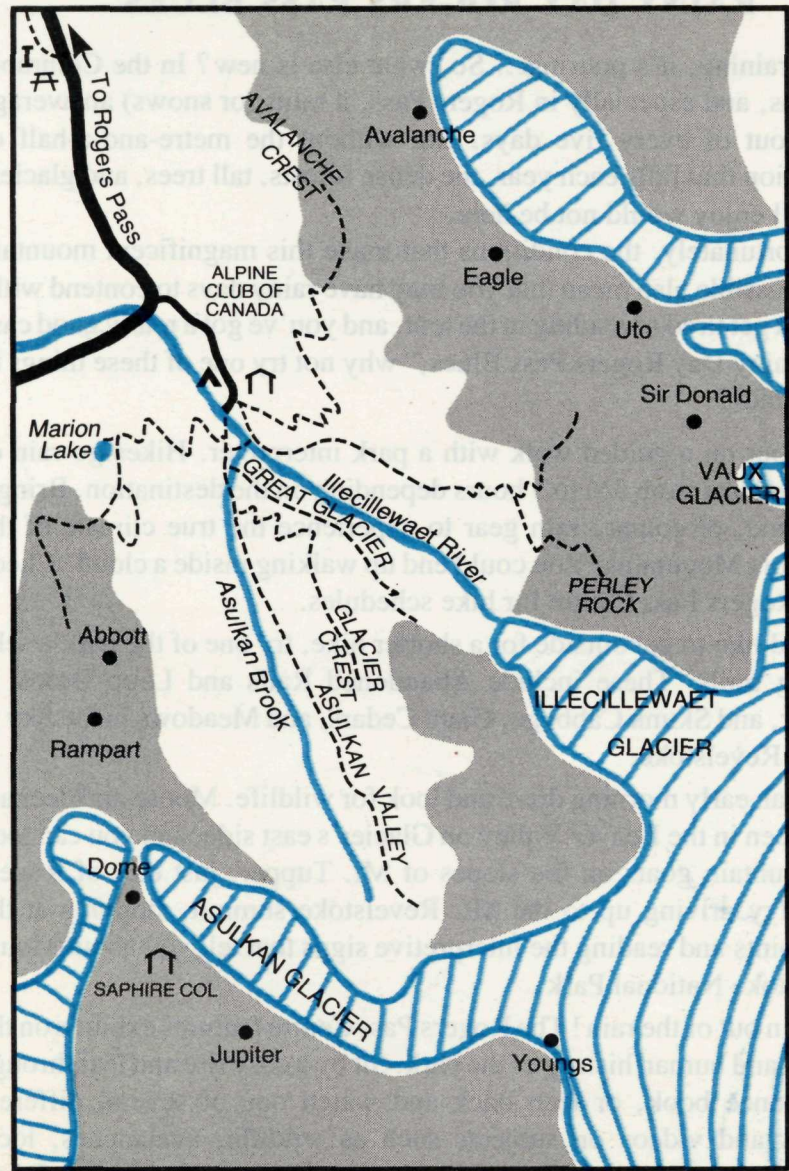 To Rogers Pass
AVALANCHE
CREST
Avalanche
Eagle
ALPINE
CLUB OF
CANADA
Uto
Sir Donald
Marion
Lake
VAUX
GLACIER
GREAT GLACIER
Illecillewaet River
PERLEY
ROCK
GLACIER
CREST
Asulkan Brook
ASULKAN VALLEY
Abbott
Rampart
ILLECILLEWAET
GLACIER
Dome
ASULKAN GLACIER
SAPHIRE COL
Jupiter
Youngs